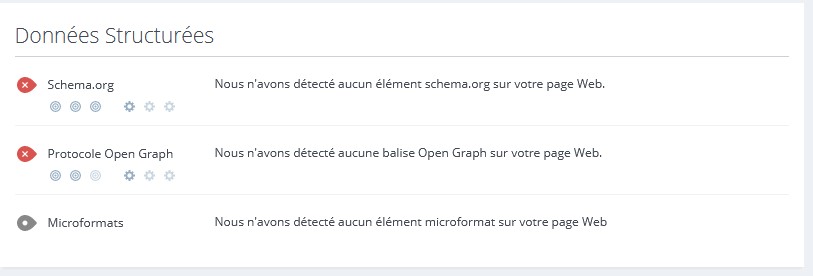 Données Structurées
Schema.org
Nous n'avons détecté aucun élément schema.org sur votre page Web.
Protocole Open Graph
Nous n'avons détecté aucune balise Open Graph sur votre page Web.
Microformats
Nous n'avons détecté aucun élément microformat sur votre page Web